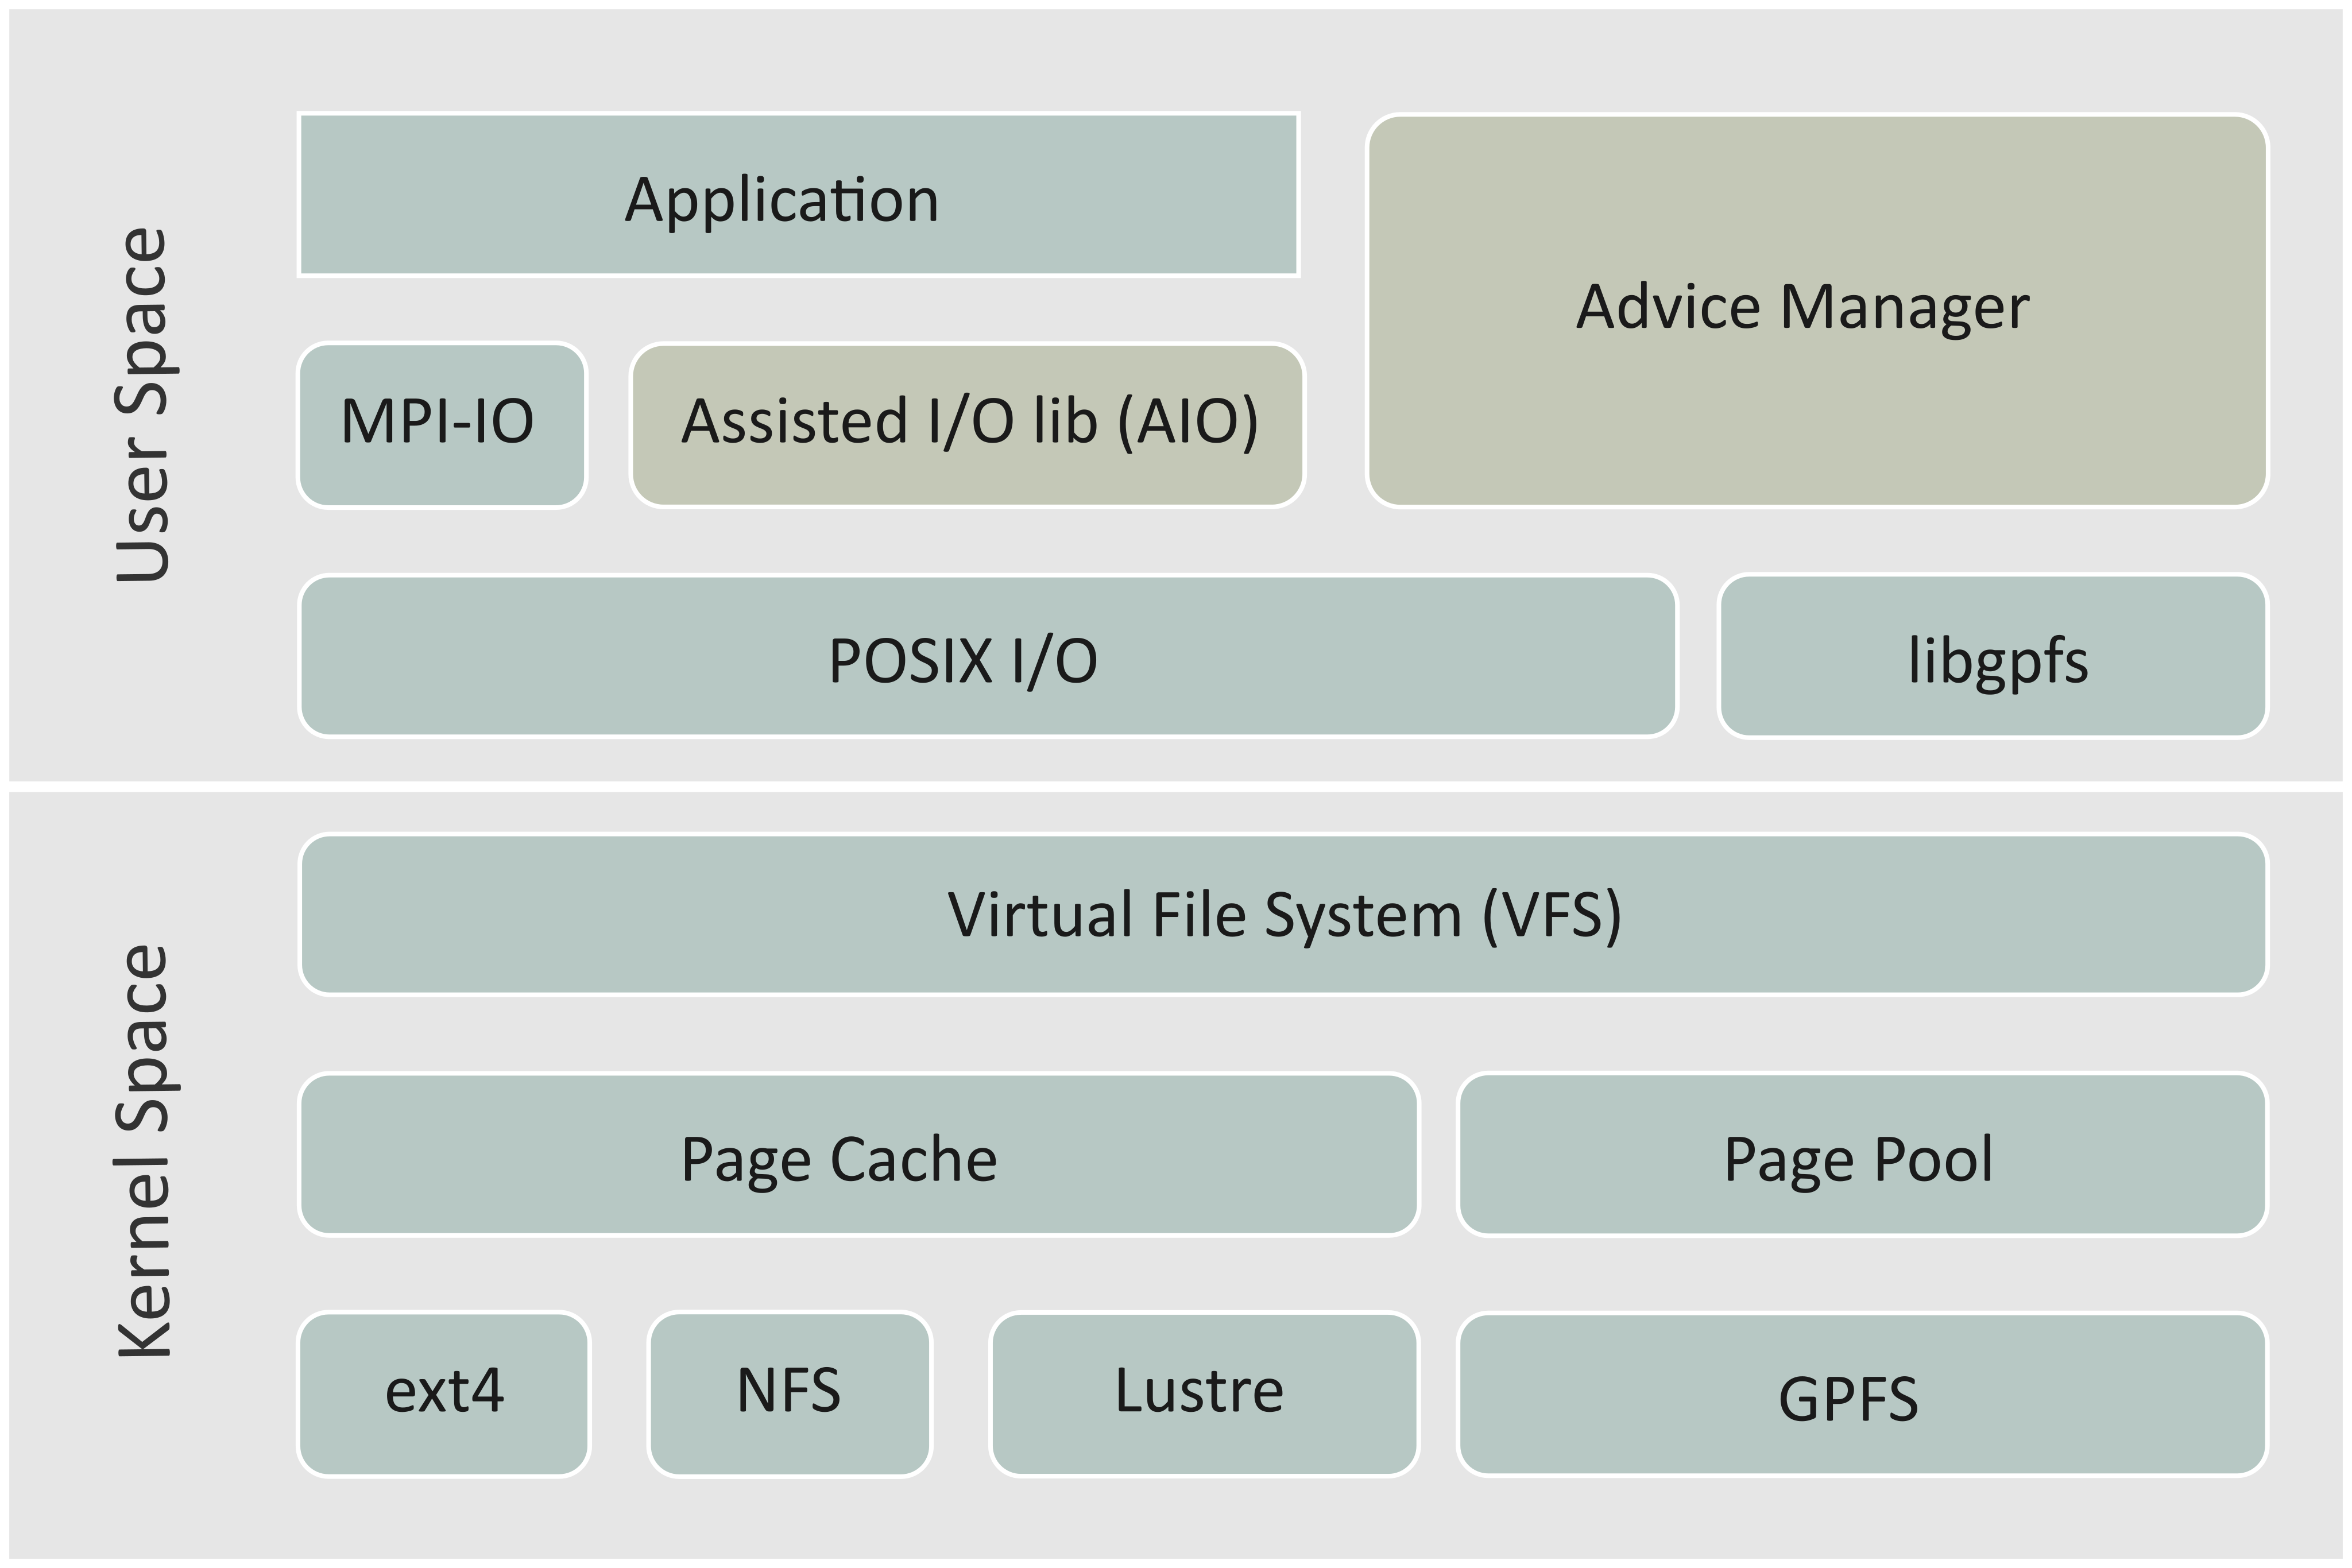 User Space
Application
Advice Manager
MPI-IO
Assisted I/O lib (AIO)
POSIX I/O
libgpfs
Kernel Space
Virtual File System (VFS)
Page Cache
Page Pool
ext4
NFS
Lustre
GPFS